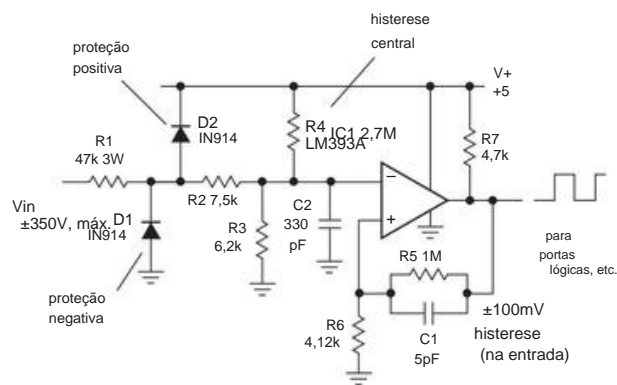 histerese
central
proteção
positiva
V+
+5
D2
IN914
R4
IC1 2,7M
LM393A
R1
47k 3W
R7
4,7k
−
+
R2 7,5k
C2
330
pF
Vin
±350V, máx.
D1
IN914
R3
6,2k
para
portas
lógicas, etc.
R5 1M
proteção
negativa
R6
4,12k
C1
5pF
±100mV
histerese
(na entrada)